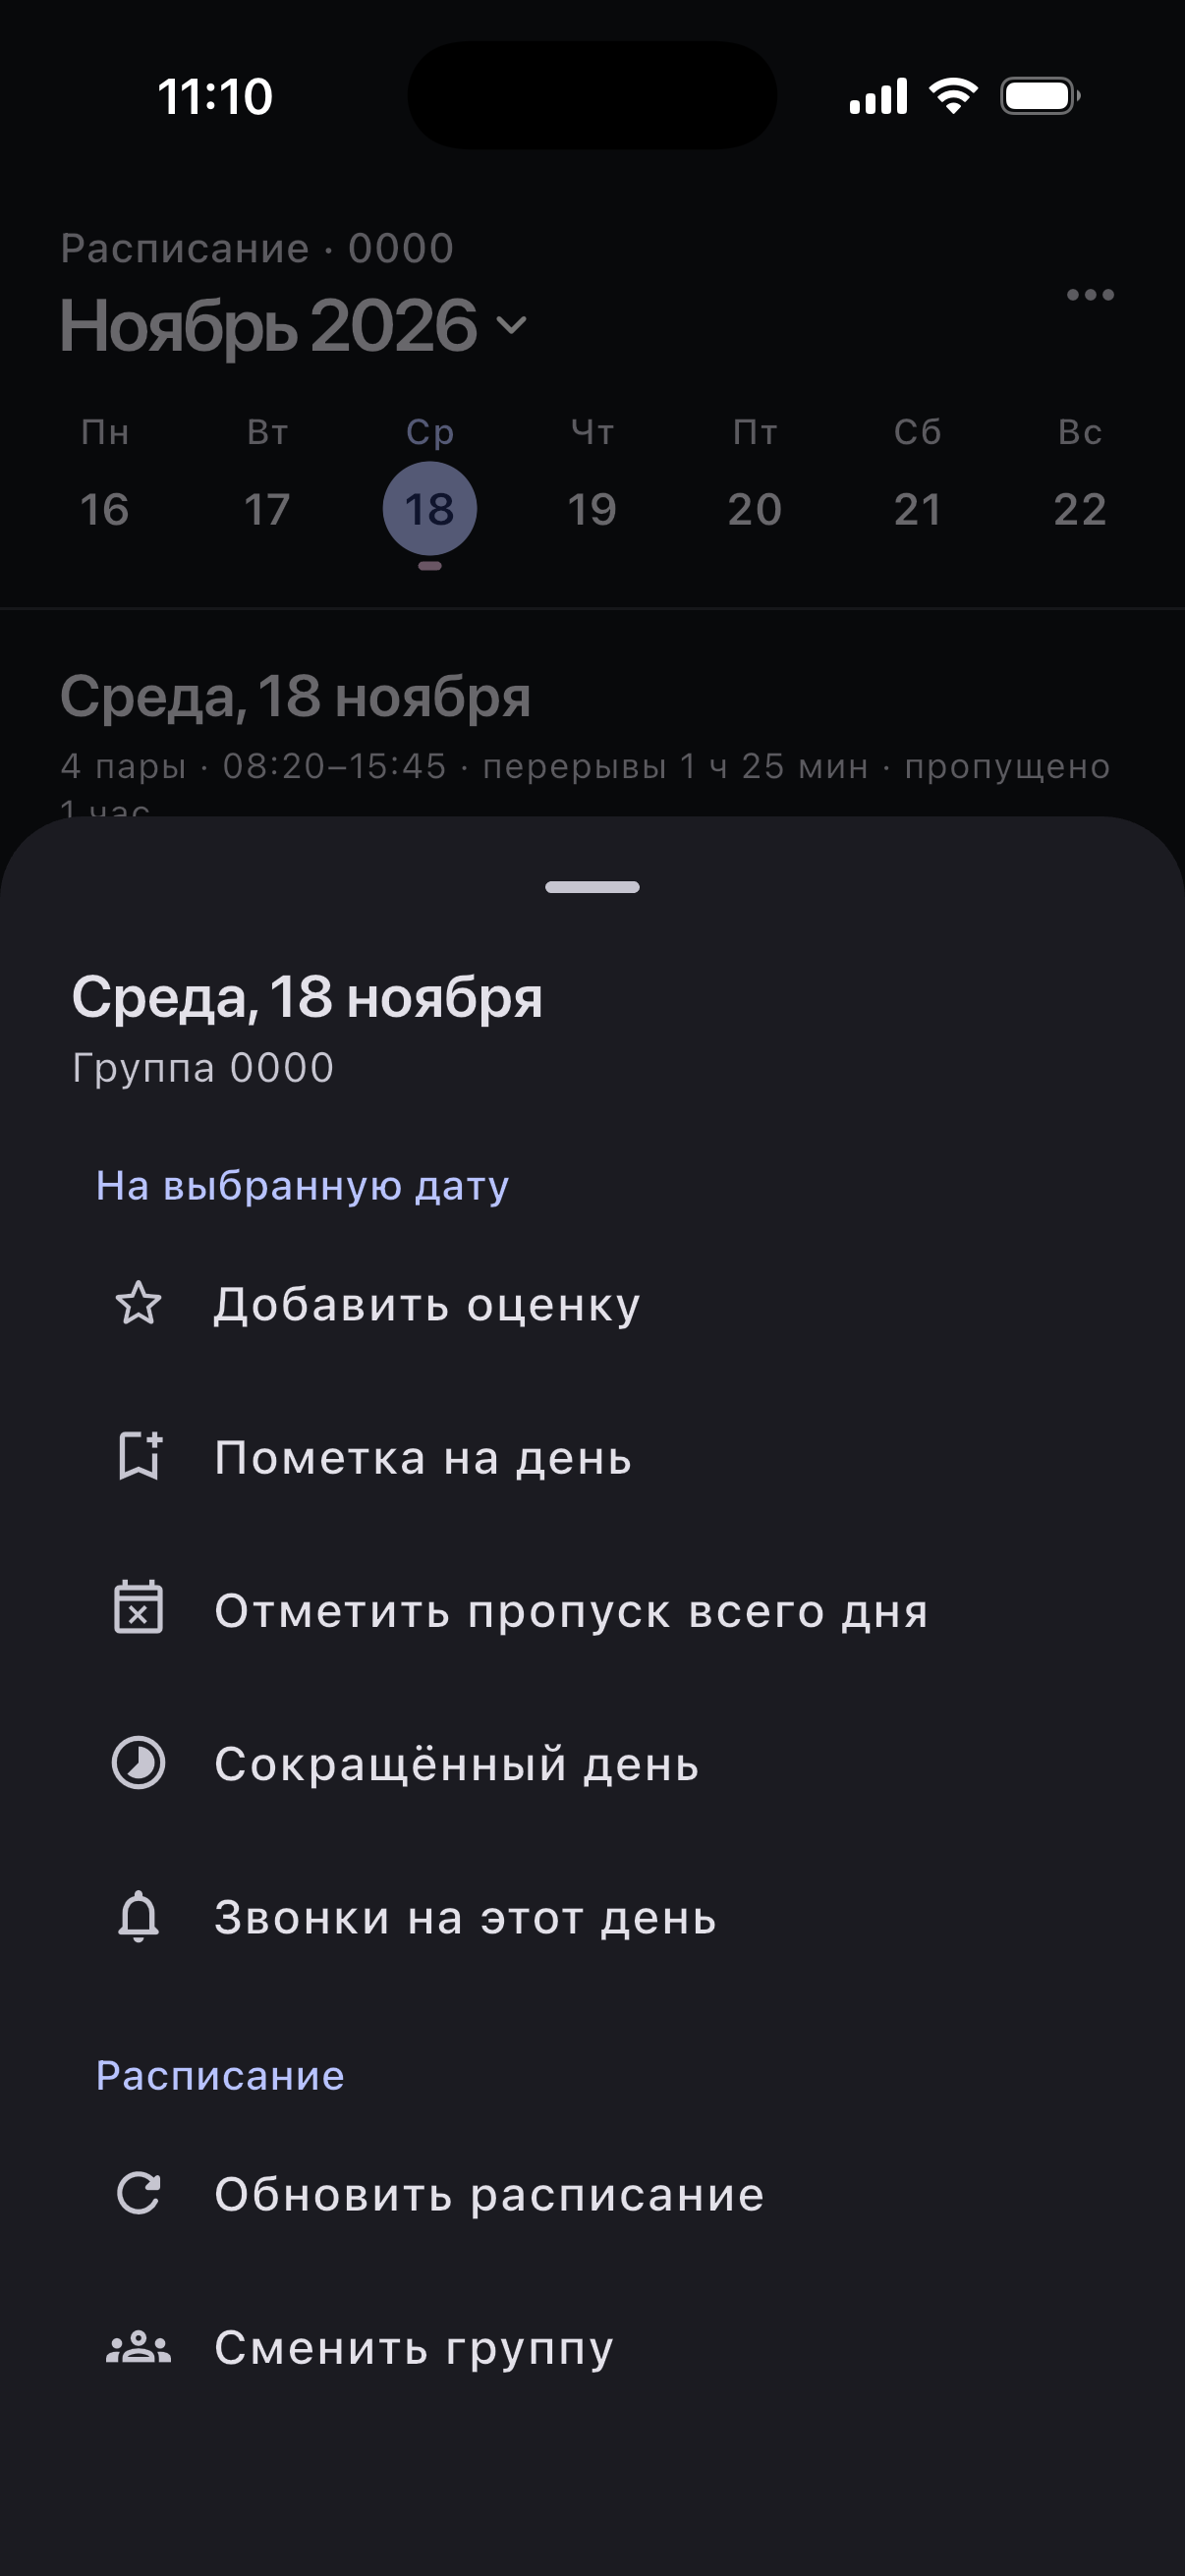 11:10
Расписание · 0000
Ноябрь 2026
Пн Вт Ср Чт Пт Сб Вс
16 17 18 19 20 21 22
Среда, 18 ноября
4 пары · 08:20–15:45 · перерывы 1 ч 25 мин · пропущено
1 час
Среда, 18 ноября
Группа 0000
На выбранную дату
Добавить оценку
Пометка на день
Отметить пропуск всего дня
Сокращённый день
Звонки на этот день
Расписание
Обновить расписание
Сменить группу